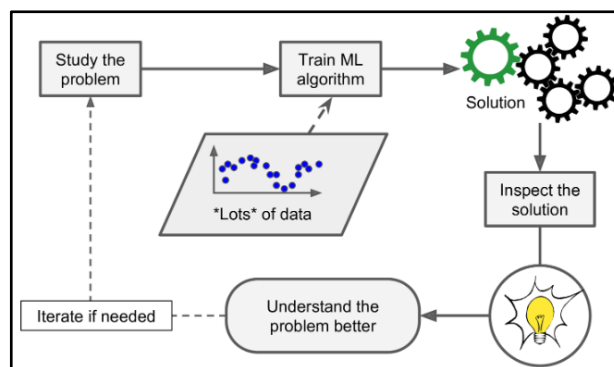 Study the
problem
Train ML
algorithm
Solution
*Lots* of data
Inspect the
solution
Understand the
problem better
Iterate if needed